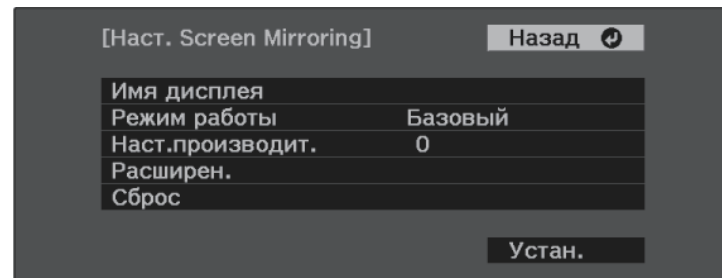 [Наст. Screen Mirroring] Назад
Имя дисплея
Режим работы Базовый
Наст.производит. 0
Расширен.
Сброс
Устан.